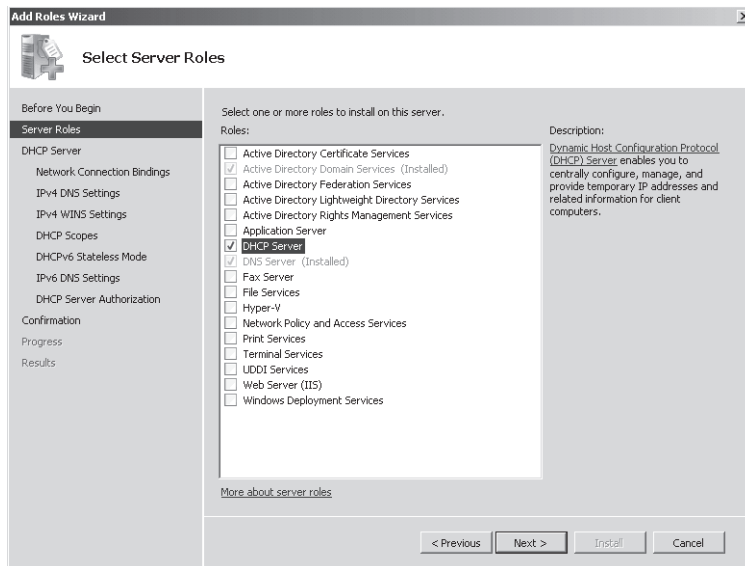 Add Roles Wizard
Select Server Roles
Before You Begin
Server Roles
DHCP Server
Network Connection Bindings
IPv4 DNS Settings
IPv4 WINS Settings
DHCP Scopes
DHCPv6 Stateless Mode
IPv6 DNS Settings
DHCP Server Authorization
Confirmation
Progress
Results
Select one or more roles to install on this server.
Roles:
Active Directory Certificate Services
Active Directory Domain Services (Installed)
Active Directory Federation Services
Active Directory Lightweight Directory Services
Active Directory Rights Management Services
Application Server
DHCP Server
DNS Server (Installed)
Fax Server
File Services
Hyper-V
Network Policy and Access Services
Print Services
Terminal Services
UDDI Services
Web Server (IIS)
Windows Deployment Services
More about server roles
Description:
Dynamic Host Configuration Protocol
(DHCP) Server enables you to
centrally configure, manage, and
provide temporary IP addresses and
related information for client
computers.
< Previous
Next >
Install
Cancel